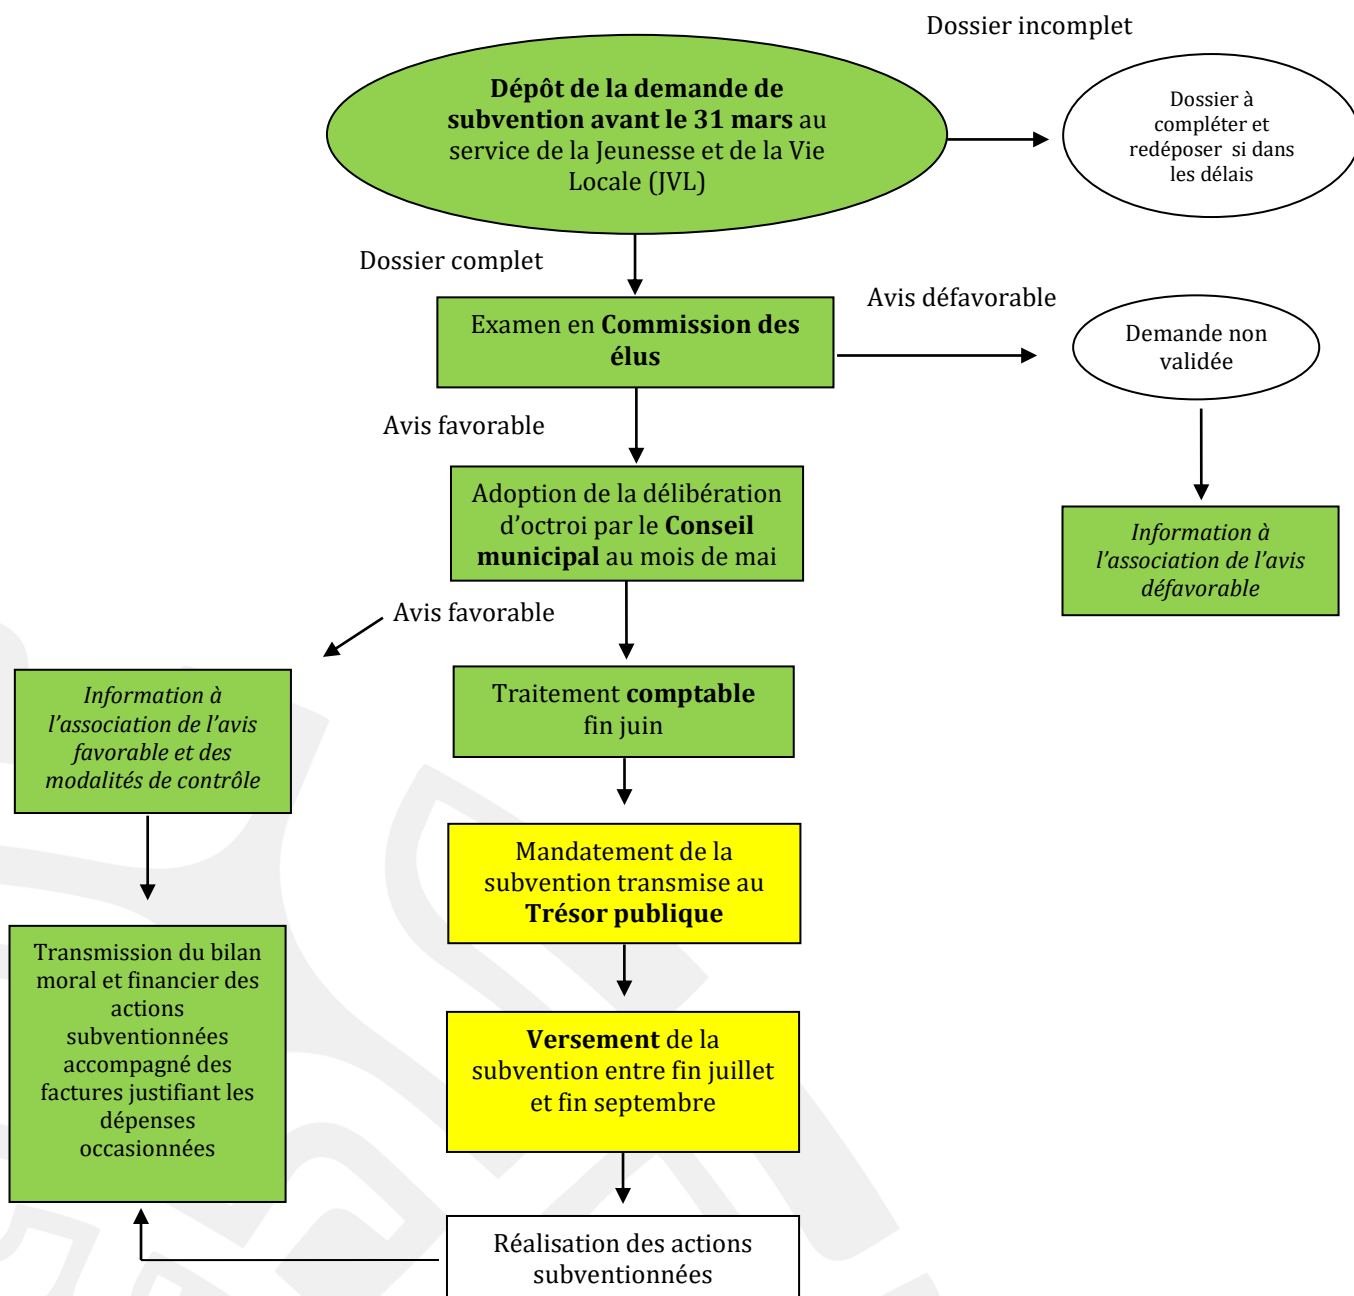 Dossier incomplet
Dépôt de la demande de
subvention avant le 31 mars au
service de la Jeunesse et de la Vie
Locale (JVL)
Dossier à
compléter et
redéposer si dans
les délais
Dossier complet
Examen en Commission des
élus
Avis défavorable
Demande non
validée
Avis favorable
Adoption de la délibération
d’octroi par le Conseil
municipal au mois de mai
Information à
l’association de l’avis
défavorable
Avis favorable
Information à
l’association de l’avis
favorable et des
modalités de contrôle
Traitement comptable
fin juin
Mandatement de la
subvention transmise au
Trésor publique
Transmission du bilan
moral et financier des
actions
subventionnées
accompagné des
factures justifiant les
dépenses
occasionnées
Versement de la
subvention entre fin juillet
et fin septembre
Réalisation des actions
subventionnées